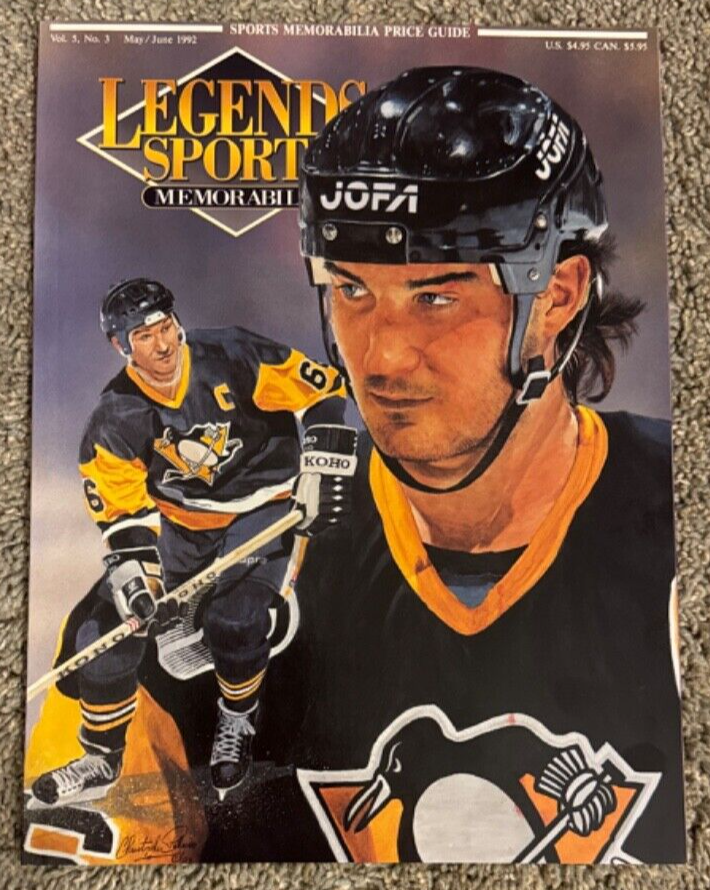 SPORTS MEMORABILIA PRICE GUIDE
Vol. 5, No. 3 May/June 1992
U.S. $4.95 CAN. $5.95
LEGENDS
SPORT
MEMORABIL
JOFA
JOFA
C
6
6
KOHO
KOHO